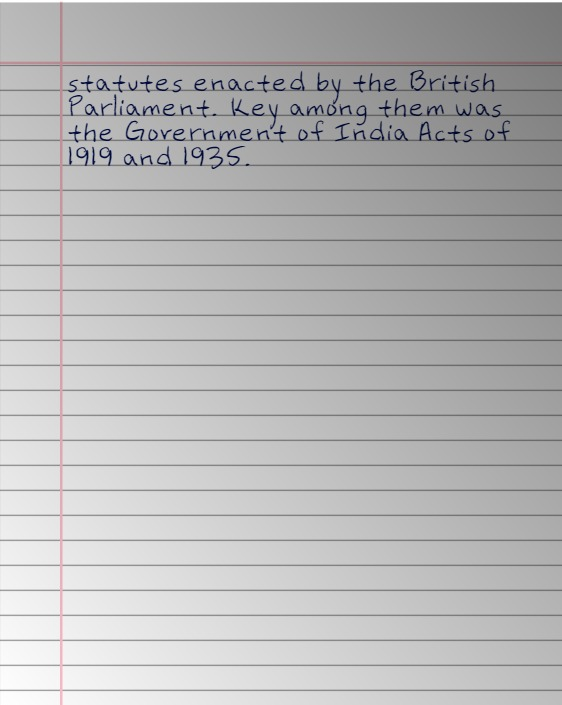 statutes enacted by the British
Parliament. Key among them was
the Government of India Acts of
1919 and 1935.